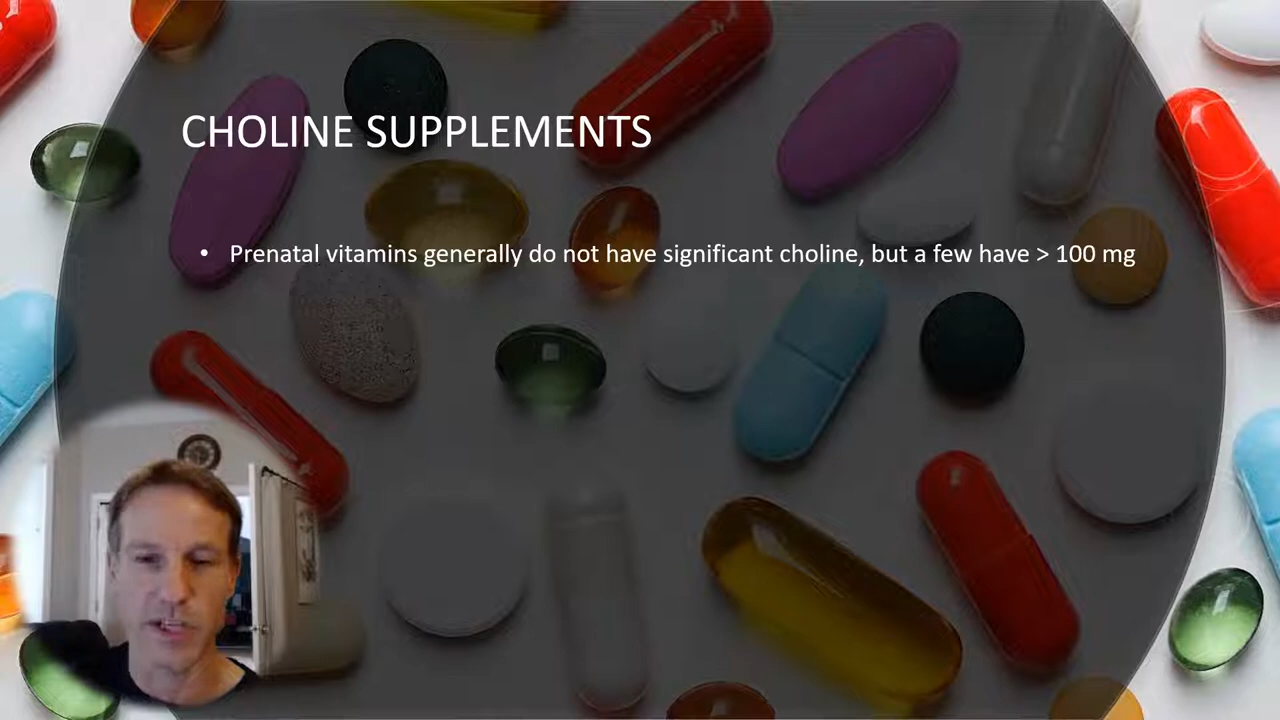 CHOLINE SUPPLEMENTS
• Prenatal vitamins generally do not have significant choline, but a few have > 100 mg